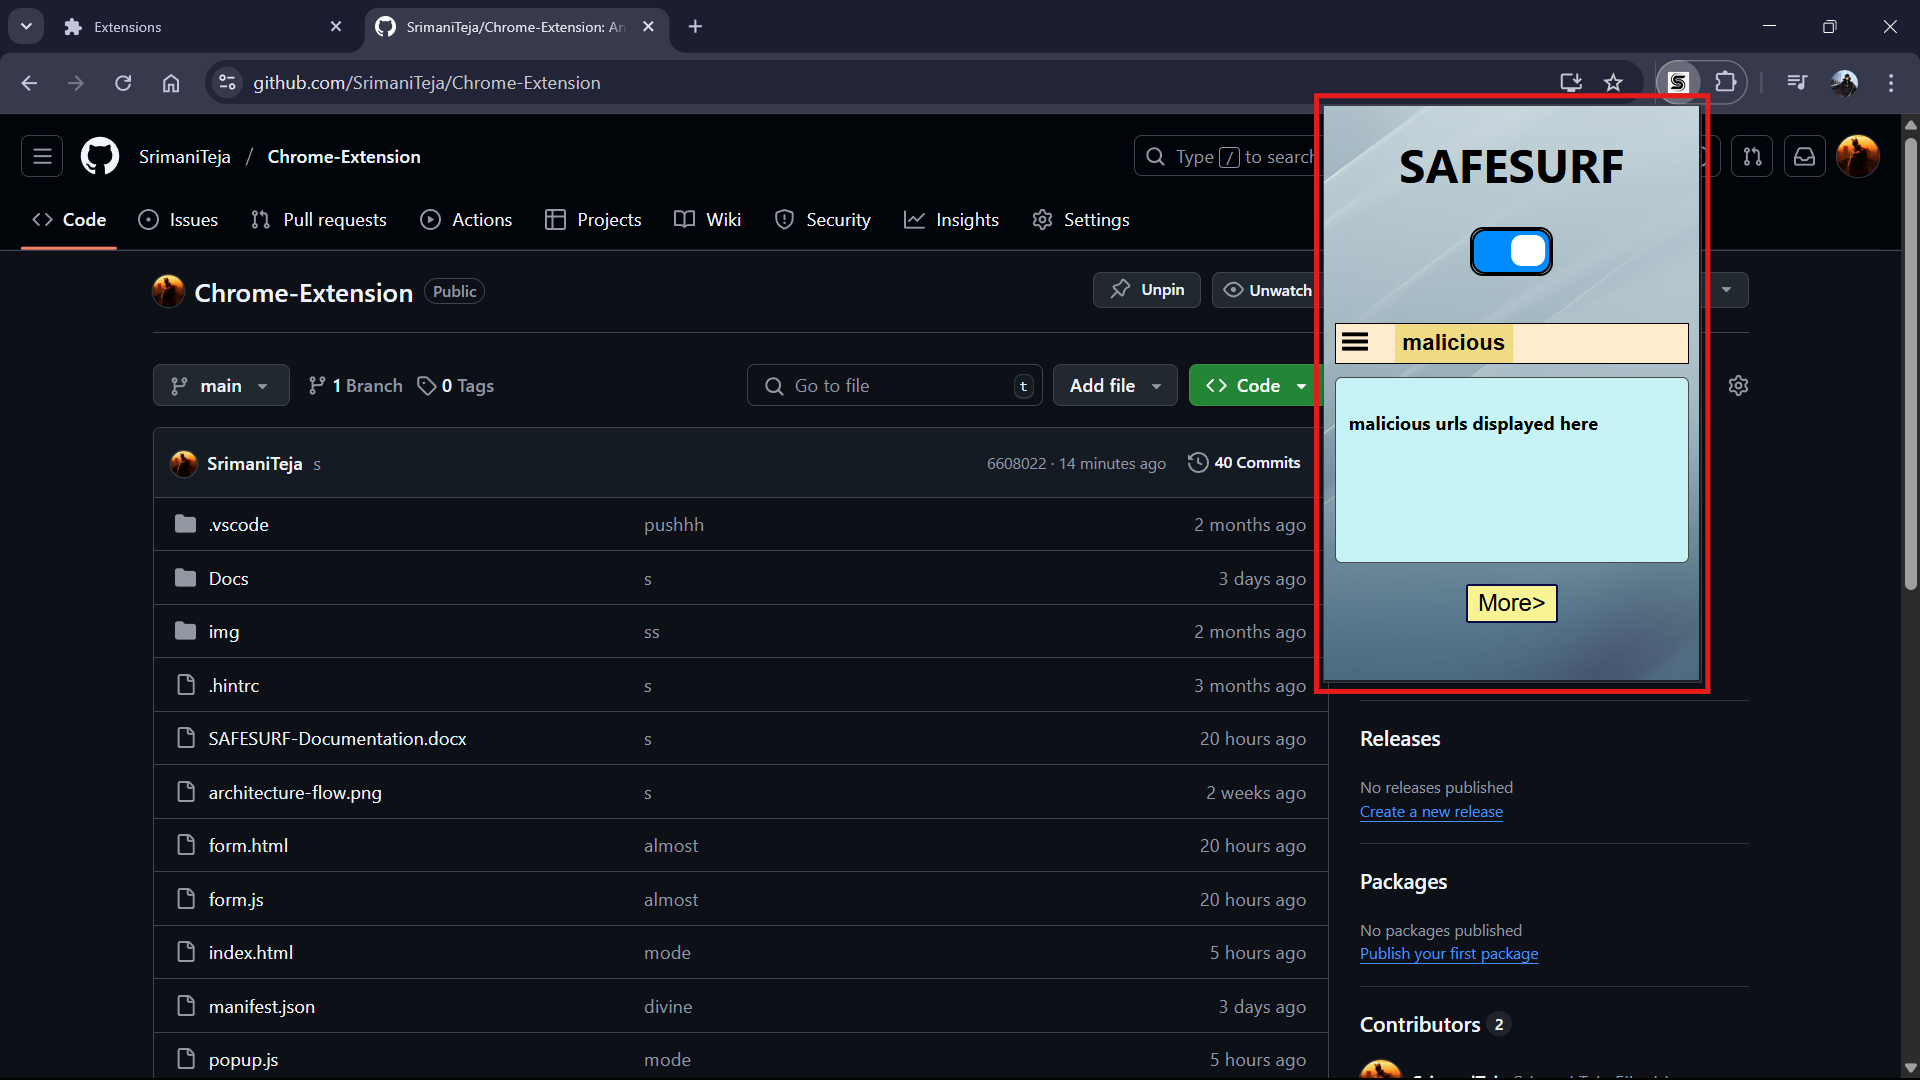 Extensions
SrimaniTeja/Chrome-Extension: An
github.com/SrimaniTeja/Chrome-Extension
S
SrimaniTeja / Chrome-Extension
Type / to search
Code Issues Pull requests Actions Projects Wiki Security Insights Settings
Chrome-Extension Public
Unpin Unwatch
main 1 Branch 0 Tags
Go to file t Add file Code
SrimaniTeja s 6608022 · 14 minutes ago 40 Commits
.vscode pushhh 2 months ago
Docs s 3 days ago
img ss 2 months ago
.hintrc s 3 months ago
SAFESURF-Documentation.docx s 20 hours ago
architecture-flow.png s 2 weeks ago
form.html almost 20 hours ago
form.js almost 20 hours ago
index.html mode 5 hours ago
manifest.json divine 3 days ago
popup.js mode 5 hours ago
SAFESURF
malicious
malicious urls displayed here
More>
Releases
No releases published
Create a new release
Packages
No packages published
Publish your first package
Contributors 2